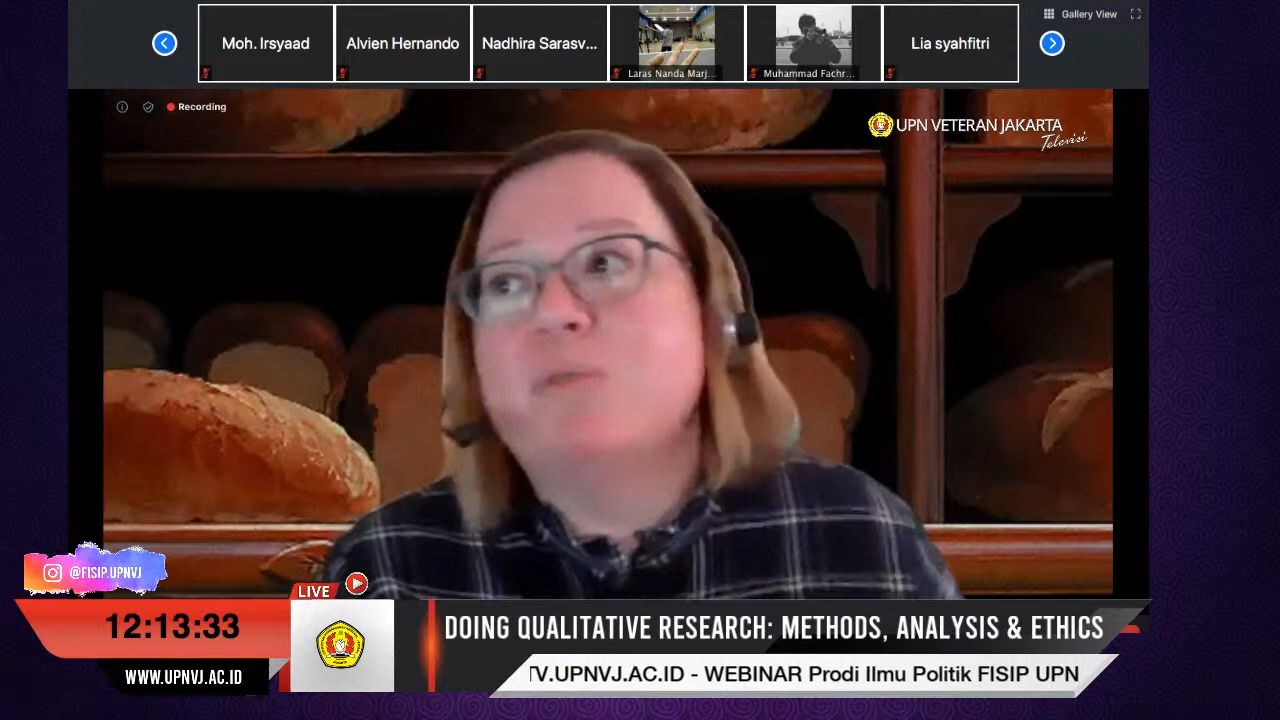 Moh. Irsyaad
Alvien Hernando
Nadhira Sarasv...
Laras Nanda Marj...
Muhammad Fachr...
Lia syahfitri
Gallery View
Recording
UPN VETERAN JAKARTA
Televisi
@FISIP.UPNVJ
LIVE
12:13:33
DOING QUALITATIVE RESEARCH: METHODS, ANALYSIS & ETHICS
WWW.UPNVJ.AC.ID
TV.UPNVJ.AC.ID - WEBINAR Prodi Ilmu Politik FISIP UPN